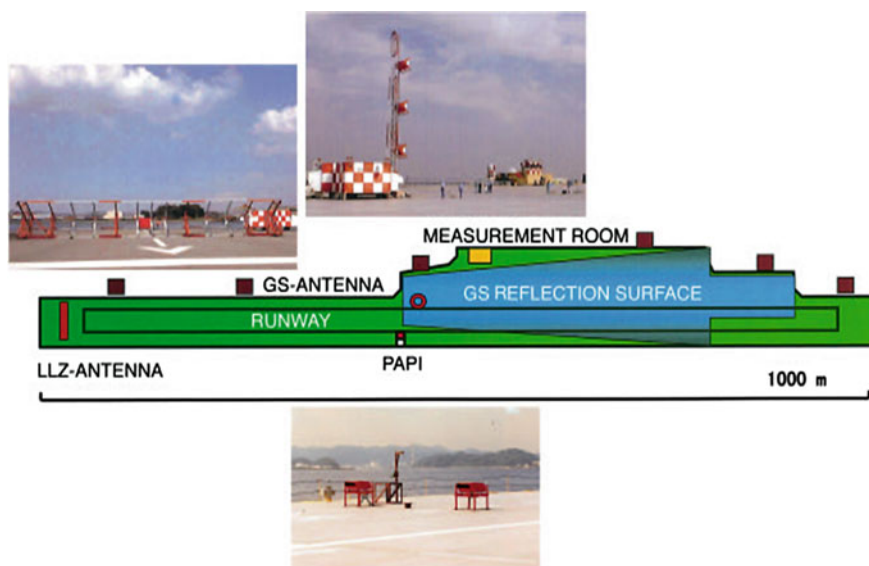 MEASUREMENT ROOM
GS-ANTENNA
GS REFLECTION SURFACE
RUNWAY
LLZ-ANTENNA
PAPI
1000 m